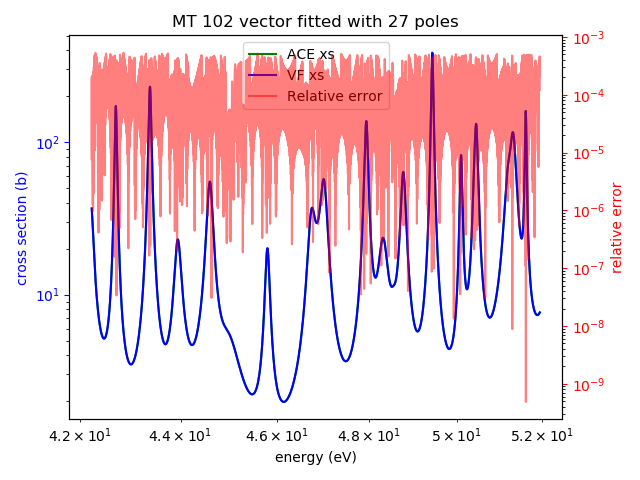 MT 102 vector fitted with 27 poles
ACE xs
VF xs
Relative error
cross section (b)
10²
10¹
relative error
10⁻³
10⁻⁴
10⁻⁵
10⁻⁶
10⁻⁷
10⁻⁸
10⁻⁹
4.2 × 10¹ 4.4 × 10¹ 4.6 × 10¹ 4.8 × 10¹ 5 × 10¹ 5.2 × 10¹
energy (eV)